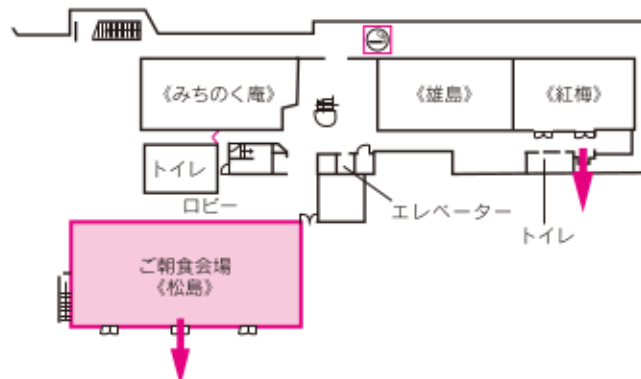 《みちのく庵》
《雄島》
《紅梅》
トイレ
ロビー
エレベーター
トイレ
ご朝食会場
《松島》